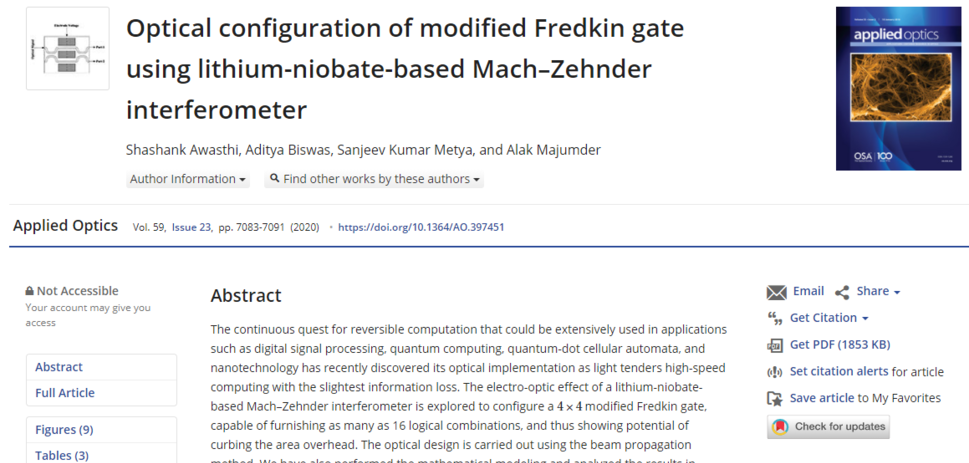 Optical configuration of modified Fredkin gate
using lithium-niobate-based Mach–Zehnder
interferometer
Shashank Awasthi, Aditya Biswas, Sanjeev Kumar Metya, and Alak Majumder
Author Information
Find other works by these authors
applied optics
OSA 100
Applied Optics Vol. 59, Issue 23, pp. 7083-7091 (2020) • https://doi.org/10.1364/AO.397451
Not Accessible
Your account may give you
access
Abstract
Full Article
Figures (9)
Tables (3)
Abstract
The continuous quest for reversible computation that could be extensively used in applications
such as digital signal processing, quantum computing, quantum-dot cellular automata, and
nanotechnology has recently discovered its optical implementation as light tenders high-speed
computing with the slightest information loss. The electro-optic effect of a lithium-niobate-
based Mach–Zehnder interferometer is explored to configure a 4 × 4 modified Fredkin gate,
capable of furnishing as many as 16 logical combinations, and thus showing potential of
curbing the area overhead. The optical design is carried out using the beam propagation
method. We have also performed the mathematical modeling and analyzed the results in
Email
Share
Get Citation
Get PDF (1853 KB)
Set citation alerts for article
Save article to My Favorites
Check for updates